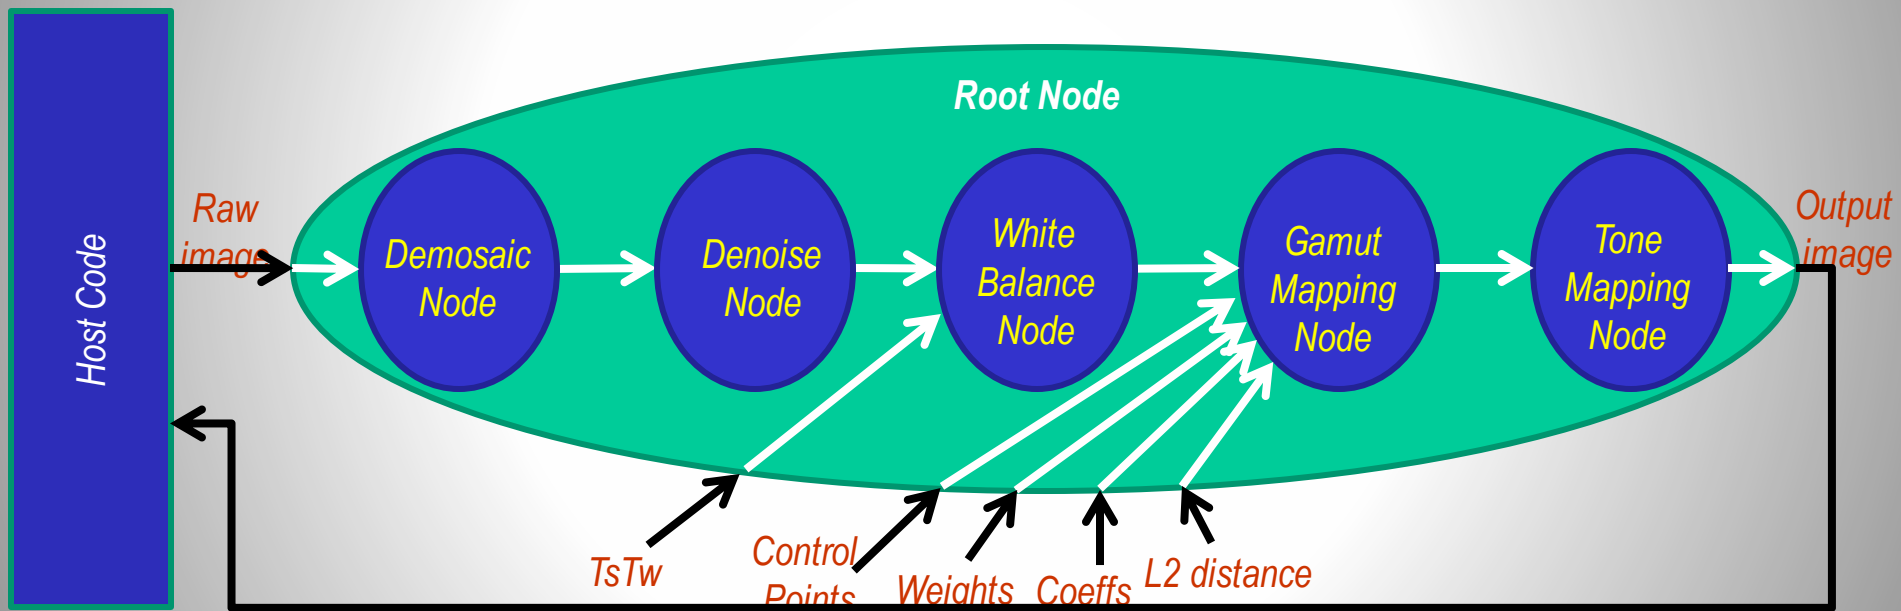 Root Node
Host Code
Raw
image
Demosaic
Node
Denoise
Node
White
Balance
Node
Gamut
Mapping
Node
Tone
Mapping
Node
Output
image
TsTw
Control
Points
Weights
Coeffs
L2 distance